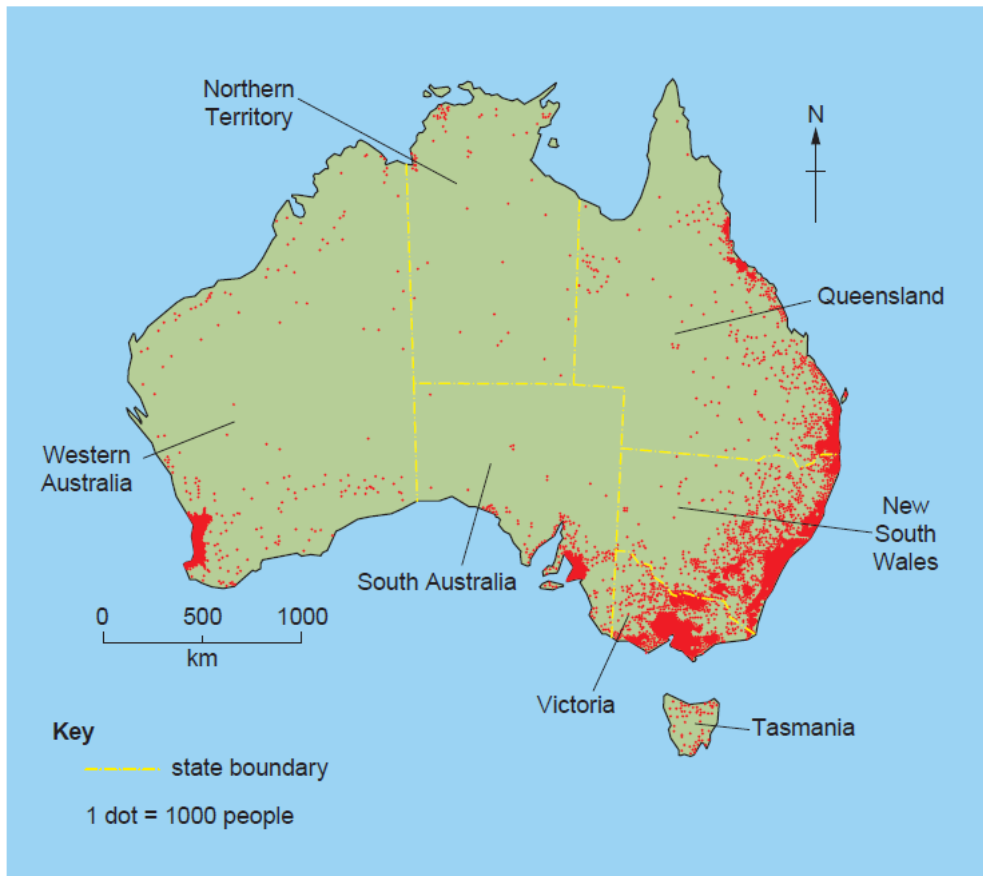 Northern
Territory
N
Queensland
Western
Australia
New
South
Wales
South Australia
0 500 1000
km
Victoria
Tasmania
Key
state boundary
1 dot = 1000 people